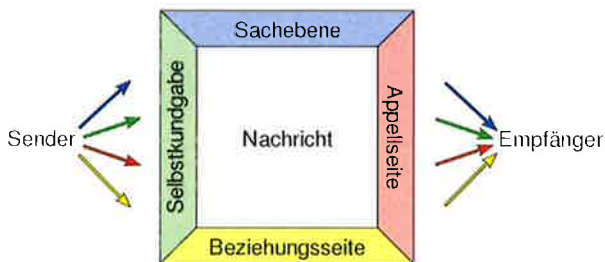 Sachebene
Selbstkundgabe
Appellseite
Sender
Nachricht
Empfänger
Beziehungsseite